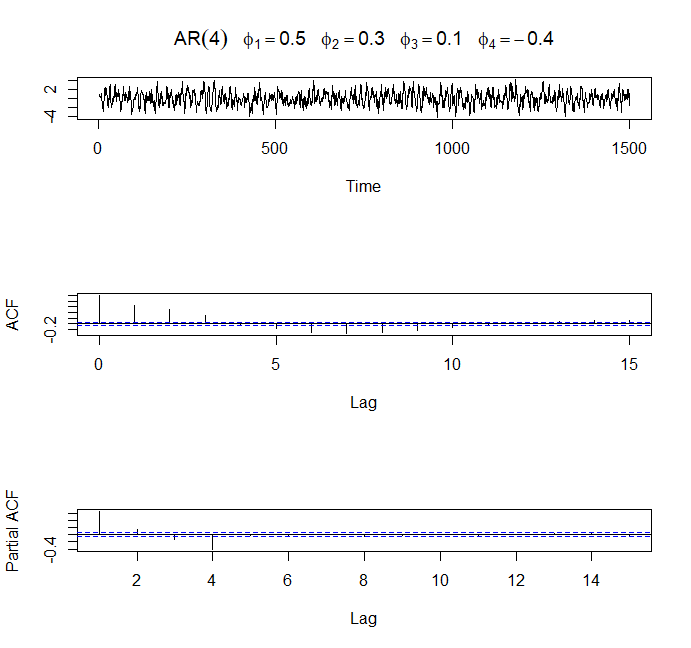 AR(4) ϕ₁ = 0.5 ϕ₂ = 0.3 ϕ₃ = 0.1 ϕ₄ = −0.4
2
-4
0 500 1000 1500
Time
ACF
-0.2
0 5 10 15
Lag
Partial ACF
-0.4
2 4 6 8 10 12 14
Lag